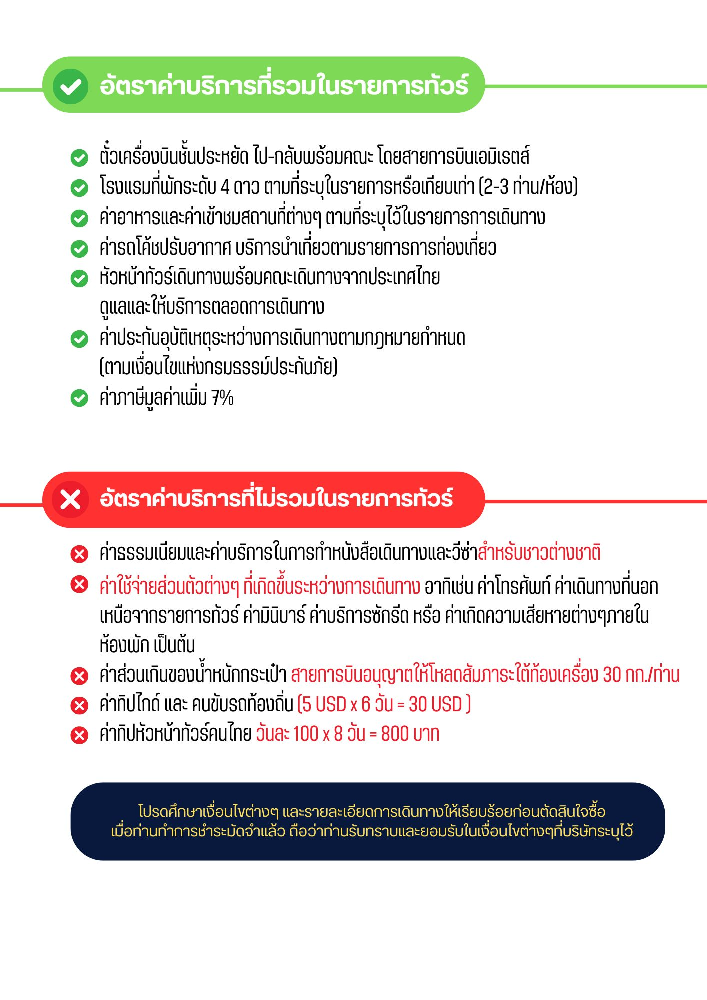 อัตราค่าบริการที่รวมในรายการทัวร์
ตั๋วเครื่องบินชั้นประหยัด ไป-กลับพร้อมคณะ โดยสายการบินเอมิเรตส์
โรงแรมที่พักระดับ 4 ดาว ตามที่ระบุในรายการหรือเทียบเท่า (2-3 ท่าน/ห้อง)
ค่าอาหารและค่าเข้าชมสถานที่ต่างๆ ตามที่ระบุไว้ในรายการการเดินทาง
ค่ารถโค้ชปรับอากาศ บริการนำเที่ยวตามรายการการท่องเที่ยว
หัวหน้าทัวร์เดินทางพร้อมคณะเดินทางจากประเทศไทย
ดูแลและให้บริการตลอดการเดินทาง
ค่าประกันอุบัติเหตุระหว่างการเดินทางตามกฎหมายกำหนด
(ตามเงื่อนไขแห่งกรมธรรม์ประกันภัย)
ค่าภาษีมูลค่าเพิ่ม 7%
อัตราค่าบริการที่ไม่รวมในรายการทัวร์
ค่าธรรมเนียมและค่าบริการในการทำหนังสือเดินทางและวีซ่าสำหรับชาวต่างชาติ
ค่าใช้จ่ายส่วนตัวต่างๆ ที่เกิดขึ้นระหว่างการเดินทาง อาทิเช่น ค่าโทรศัพท์ ค่าเดินทางที่นอก
เหนือจากรายการทัวร์ ค่ามินิบาร์ ค่าบริการซักรีด หรือ ค่าเกิดความเสียหายต่างๆภายใน
ห้องพัก เป็นต้น
ค่าส่วนเกินของน้ำหนักกระเป๋า สายการบินอนุญาตให้โหลดสัมภาระใต้ท้องเครื่อง 30 กก./ท่าน
ค่าทิปไกด์ และ คนขับรถท้องถิ่น (5 USD x 6 วัน = 30 USD )
ค่าทิปหัวหน้าทัวร์คนไทย วันละ 100 x 8 วัน = 800 บาท
โปรดศึกษาเงื่อนไขต่างๆ และรายละเอียดการเดินทางให้เรียบร้อยก่อนตัดสินใจซื้อ
เมื่อท่านทำการชำระมัดจำแล้ว ถือว่าท่านรับทราบและยอมรับในเงื่อนไขต่างๆที่บริษัทระบุไว้